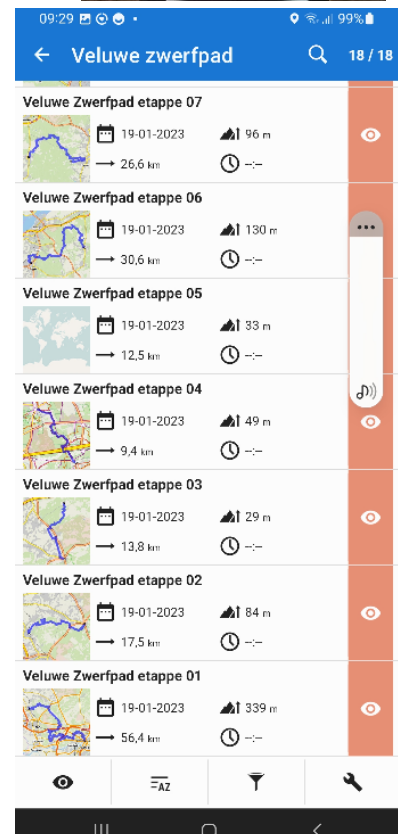 09:29 99%
Veluwe zwerfpad 18 / 18
Veluwe Zwerfpad etappe 07
19-01-2023 96 m
26,6 km --:--
Veluwe Zwerfpad etappe 06
19-01-2023 130 m
30,6 km --:--
Veluwe Zwerfpad etappe 05
19-01-2023 33 m
12,5 km --:--
Veluwe Zwerfpad etappe 04
19-01-2023 49 m
9,4 km --:--
Veluwe Zwerfpad etappe 03
19-01-2023 29 m
13,8 km --:--
Veluwe Zwerfpad etappe 02
19-01-2023 84 m
17,5 km --:--
Veluwe Zwerfpad etappe 01
19-01-2023 339 m
56,4 km --:--
AZ